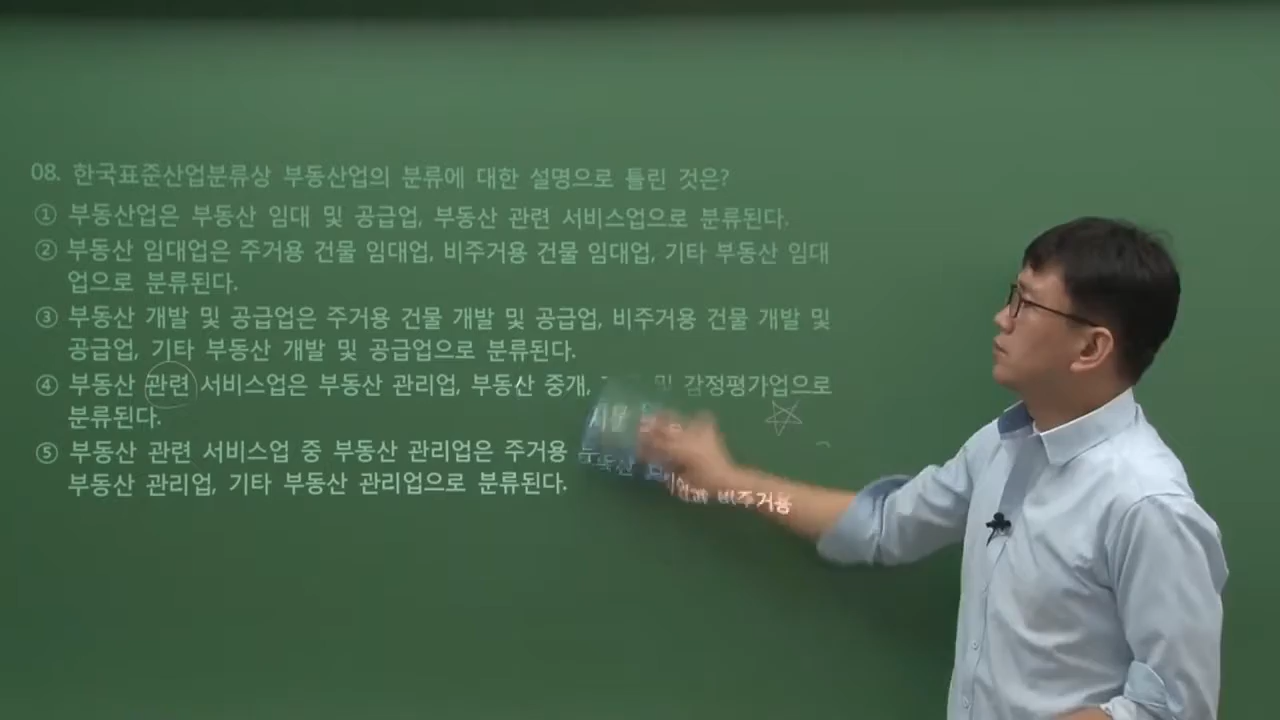 08. 한국표준산업분류상 부동산업의 분류에 대한 설명으로 틀린 것은?
① 부동산업은 부동산 임대 및 공급업, 부동산 관련 서비스업으로 분류된다.
② 부동산 임대업은 주거용 건물 임대업, 비주거용 건물 임대업, 기타 부동산 임대
업으로 분류된다.
③ 부동산 개발 및 공급업은 주거용 건물 개발 및 공급업, 비주거용 건물 개발 및
공급업, 기타 부동산 개발 및 공급업으로 분류된다.
④ 부동산 관련 서비스업은 부동산 관리업, 부동산 중개, 및 감정평가업으로
분류된다.
⑤ 부동산 관련 서비스업 중 부동산 관리업은 주거용 부동산 비주거용
부동산 관리업, 기타 부동산 관리업으로 분류된다.